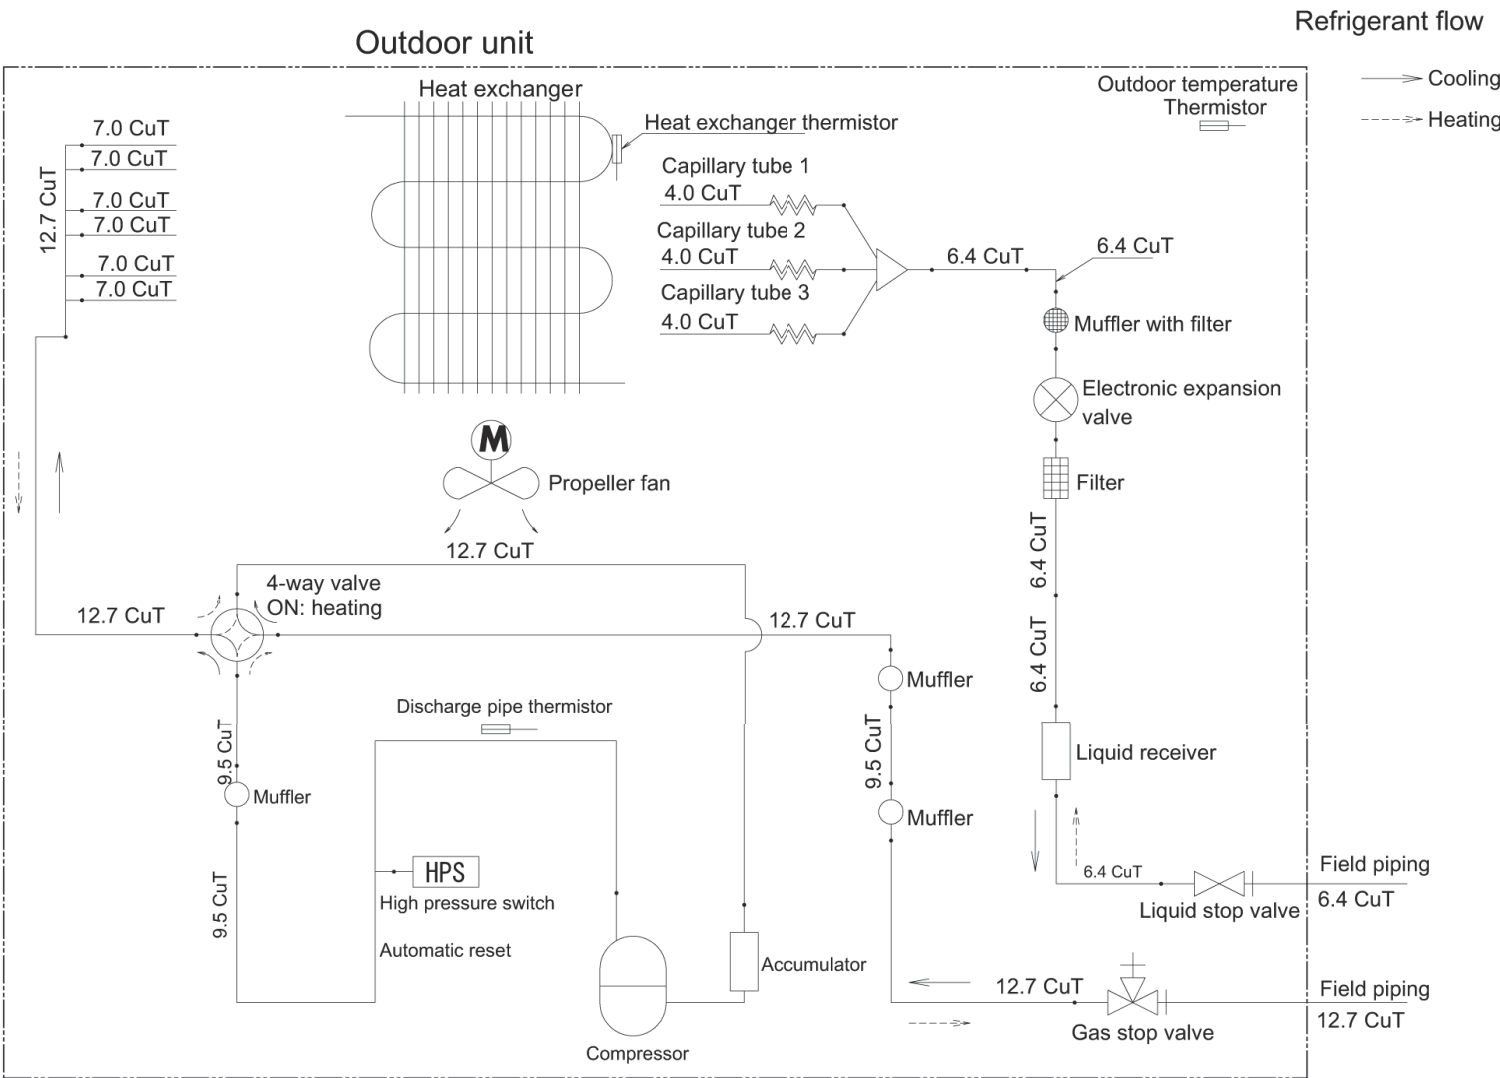 Refrigerant flow
Outdoor unit
Cooling
Heating
Heat exchanger
Outdoor temperature
Thermistor
Heat exchanger thermistor
7.0 CuT
7.0 CuT
7.0 CuT
7.0 CuT
7.0 CuT
7.0 CuT
12.7 CuT
Capillary tube 1
4.0 CuT
Capillary tube 2
4.0 CuT
Capillary tube 3
4.0 CuT
6.4 CuT
6.4 CuT
Muffler with filter
Electronic expansion
valve
Filter
M
Propeller fan
6.4 CuT
12.7 CuT
4-way valve
ON: heating
12.7 CuT
12.7 CuT
6.4 CuT
Muffler
Discharge pipe thermistor
9.5 CuT
9.5 CuT
Liquid receiver
Muffler
Muffler
HPS
High pressure switch
Automatic reset
9.5 CuT
6.4 CuT
Field piping
6.4 CuT
Liquid stop valve
Accumulator
Compressor
12.7 CuT
Gas stop valve
Field piping
12.7 CuT